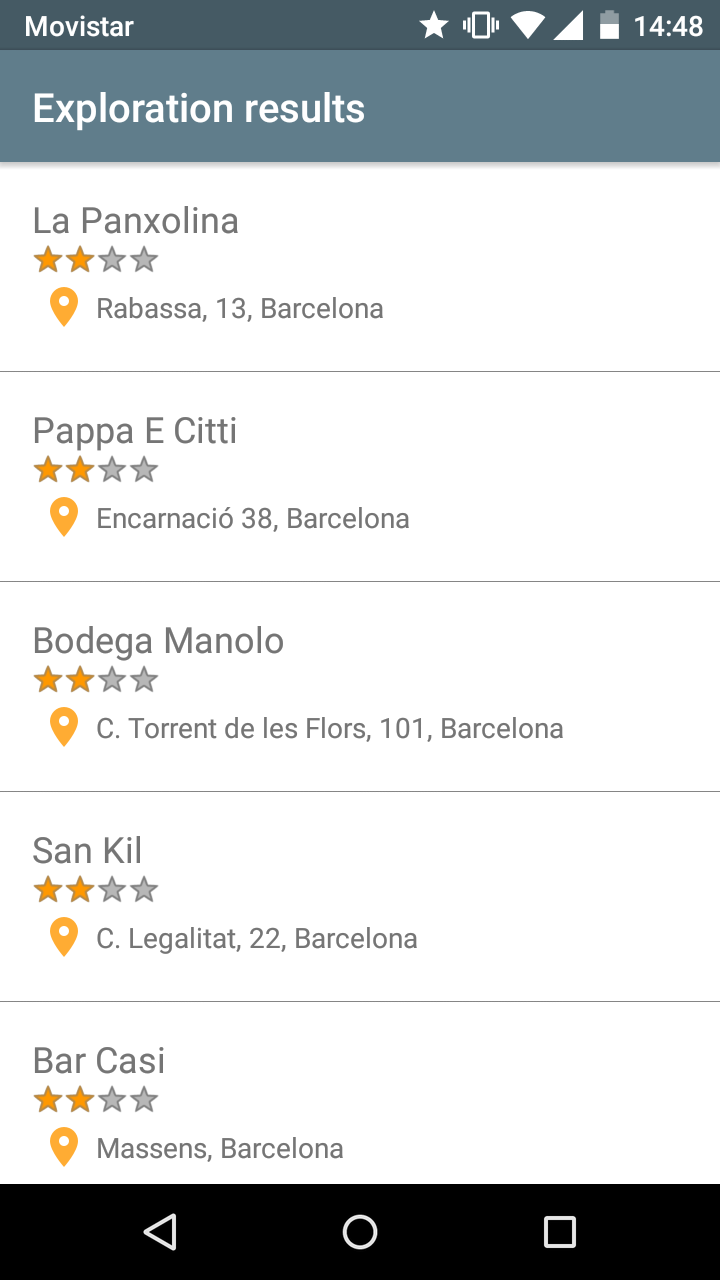 Movistar 14:48
Exploration results
La Panxolina
Rabassa, 13, Barcelona
Pappa E Citti
Encarnació 38, Barcelona
Bodega Manolo
C. Torrent de les Flors, 101, Barcelona
San Kil
C. Legalitat, 22, Barcelona
Bar Casi
Massens, Barcelona